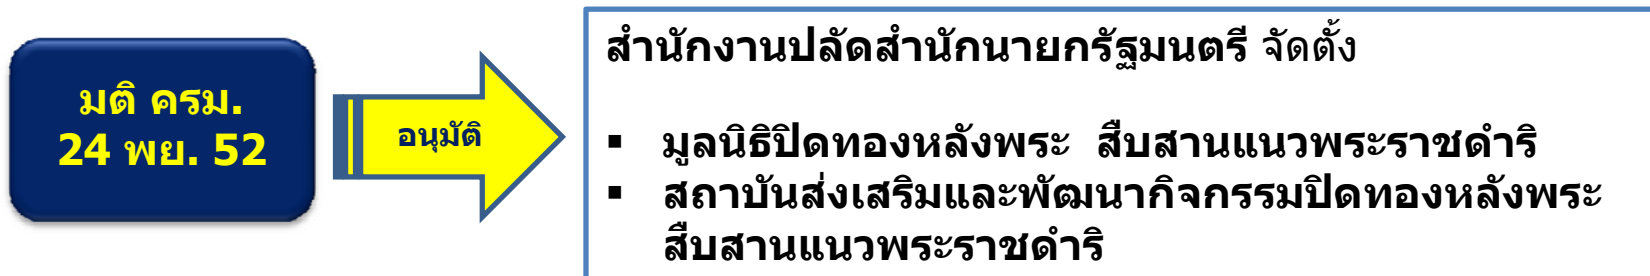 มติ ครม.
24 พย. 52
อนุมัติ
สำนักงานปลัดสำนักนายกรัฐมนตรี จัดตั้ง
▪ มูลนิธิปิดทองหลังพระ สืบสานแนวพระราชดำริ
▪ สถาบันส่งเสริมและพัฒนากิจกรรมปิดทองหลังพระ
สืบสานแนวพระราชดำริ